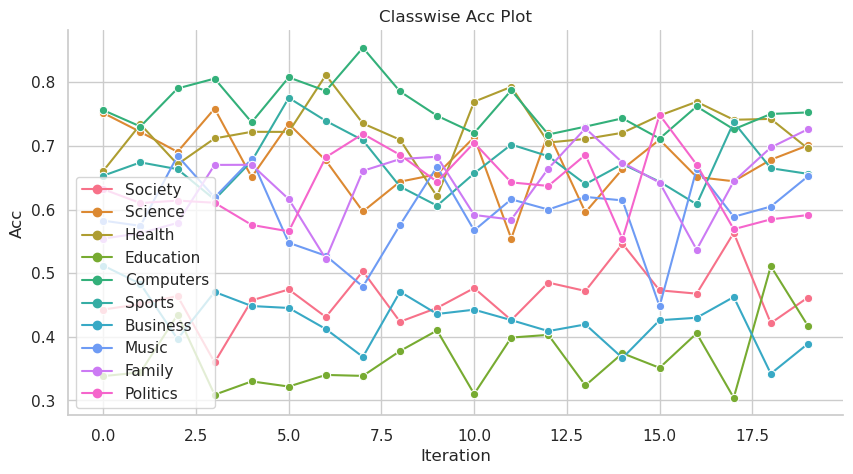 Classwise Acc Plot
Acc
0.8
0.7
0.6
0.5
0.4
0.3
Society
Science
Health
Education
Computers
Sports
Business
Music
Family
Politics
0.0 2.5 5.0 7.5 10.0 12.5 15.0 17.5
Iteration